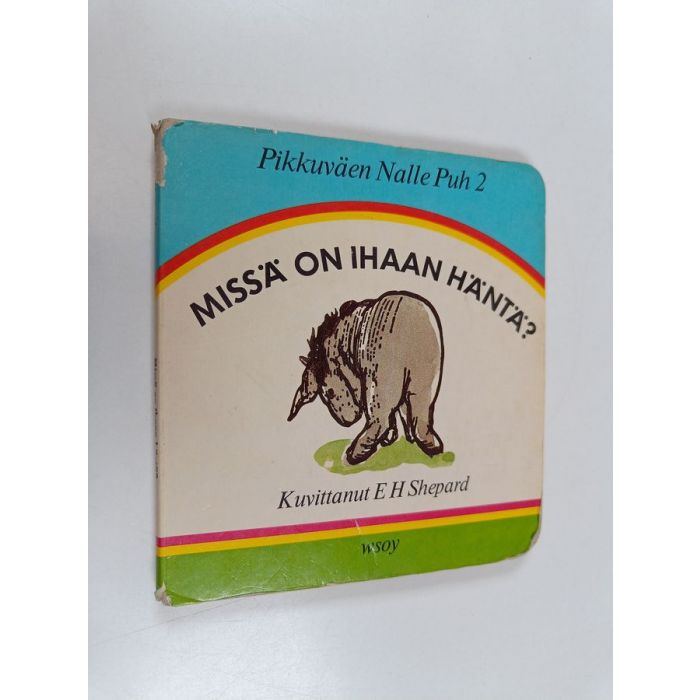 Pikkuväen Nalle Puh 2
MISSÄ ON IHAAN HÄNTÄ?
Kuvittanut E H Shepard
wsoy